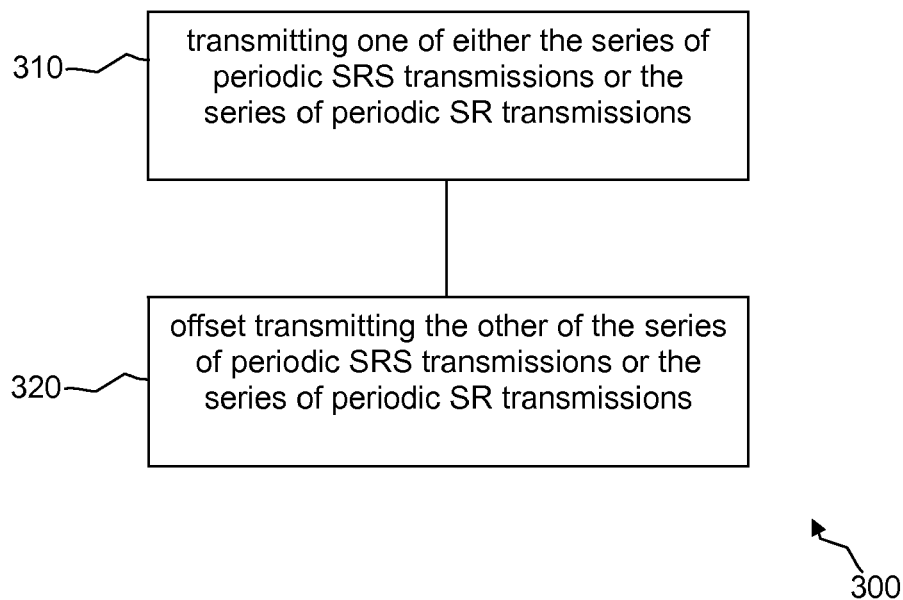 310
transmitting one of either the series of
periodic SRS transmissions or the
series of periodic SR transmissions
320
offset transmitting the other of the series
of periodic SRS transmissions or the
series of periodic SR transmissions
300